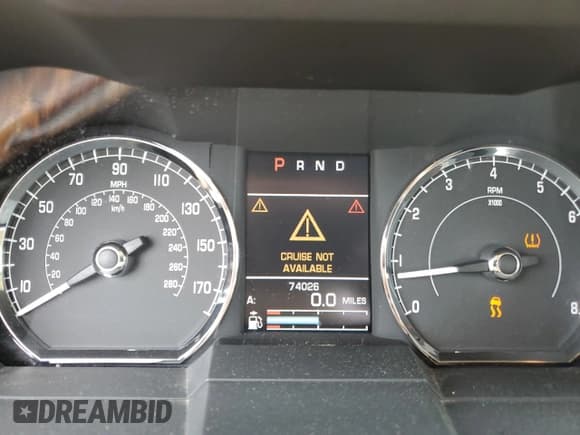 P R N D
CRUISE NOT
AVAILABLE
74026
A: 0.0 MILES
10 30 50 70 90 110 130 150 170
MPH
20 40 60 80 100 120 140 160 180 200 220 240 260 280
km/h
0 1 2 3 4 5 6 8
RPM
X1000
DREAMBID